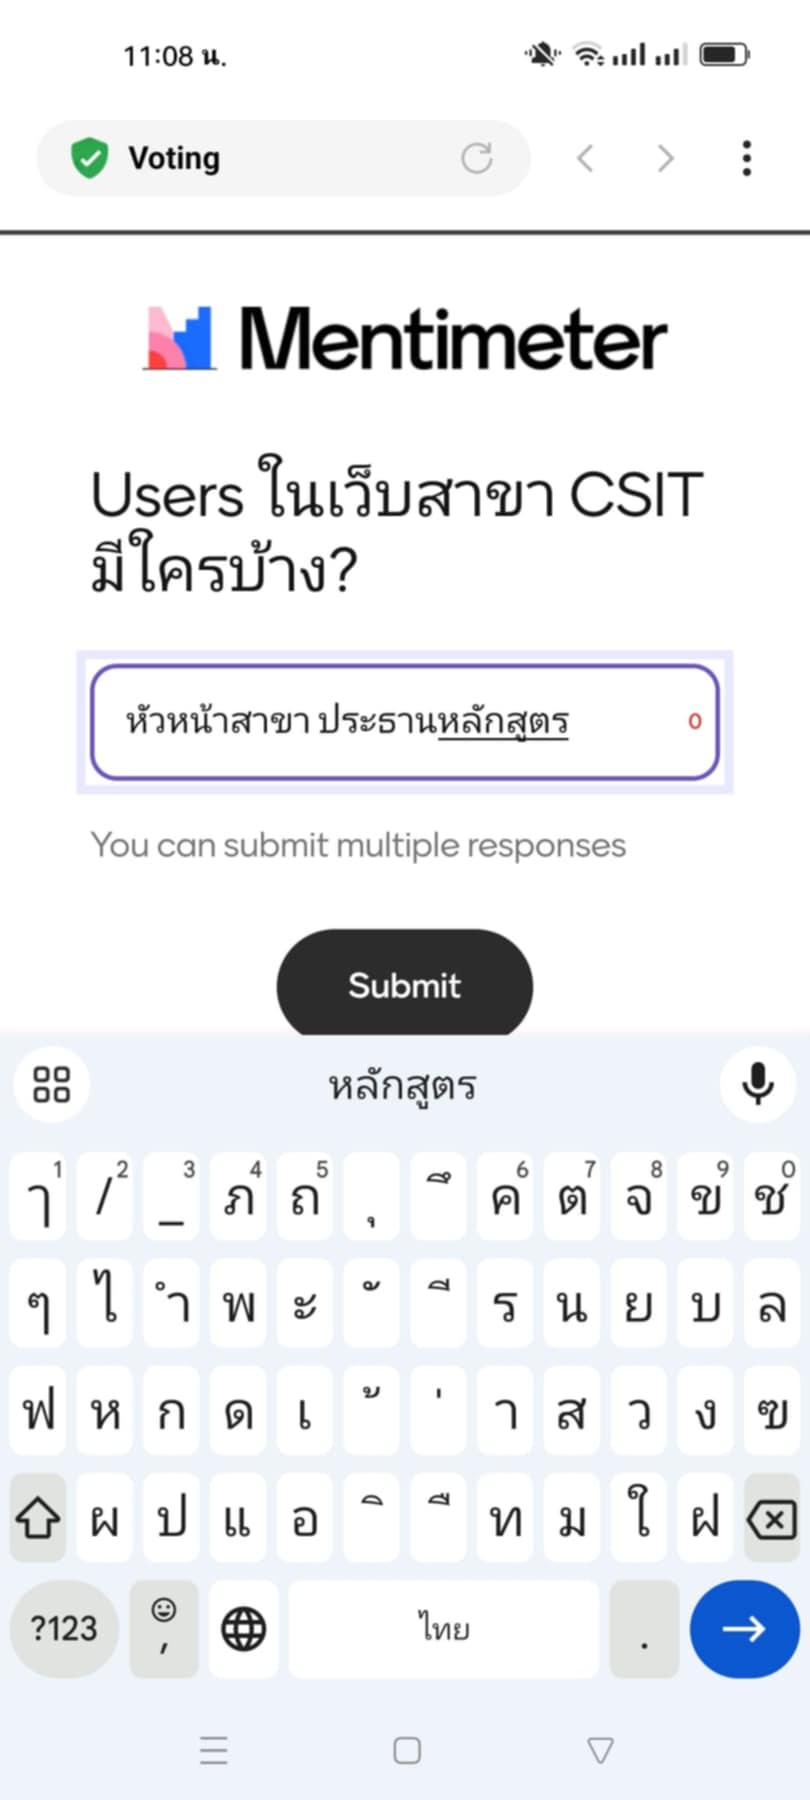 11:08 น.
Voting
Mentimeter
Users ในเว็บสาขา CSIT
มีใครบ้าง?
หัวหน้าสาขา ประธานหลักสูตร 0
You can submit multiple responses
Submit
หลักสูตร
ๅ 1 / 2 _ 3 ภ 4 ถ 5 ุ ึ ค 6 ต 7 จ 8 ข 9 ช 0
ๆ ไ ำ พ ะ ั ี ร น ย บ ล
ฟ ห ก ด เ ้ ่ า ส ว ง ฃ
ผ ป แ อ ิ ื ท ม ใ ฝ
?123 , ไทย .